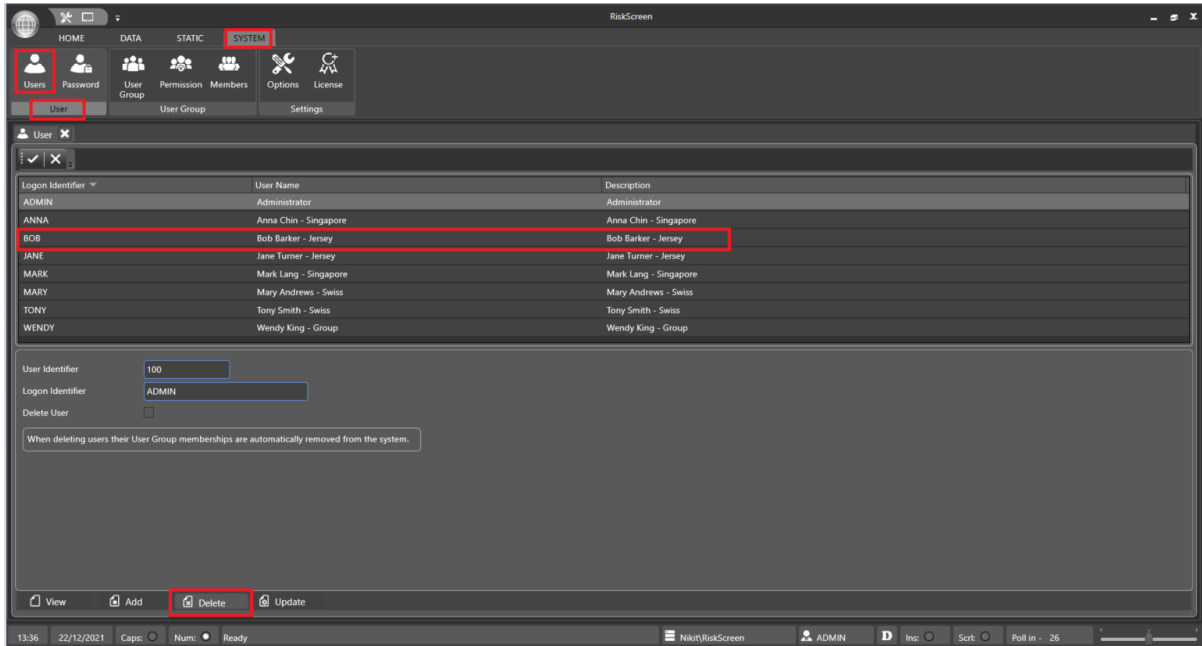 RiskScreen
HOME DATA STATIC SYSTEM
Users Password User Group Permission Members Options License
User User Group Settings
User
Logon Identifier User Name Description
ADMIN Administrator Administrator
ANNA Anna Chin - Singapore Anna Chin - Singapore
BOB Bob Barker - Jersey Bob Barker - Jersey
JANE Jane Turner - Jersey Jane Turner - Jersey
MARK Mark Lang - Singapore Mark Lang - Singapore
MARY Mary Andrews - Swiss Mary Andrews - Swiss
TONY Tony Smith - Swiss Tony Smith - Swiss
WENDY Wendy King - Group Wendy King - Group
User Identifier 100
Logon Identifier ADMIN
Delete User
When deleting users their User Group memberships are automatically removed from the system.
View Add Delete Update
13:36 22/12/2021 Caps: Num: Ready Nikit\RiskScreen ADMIN D Ins: Scrl: Poll in - 26